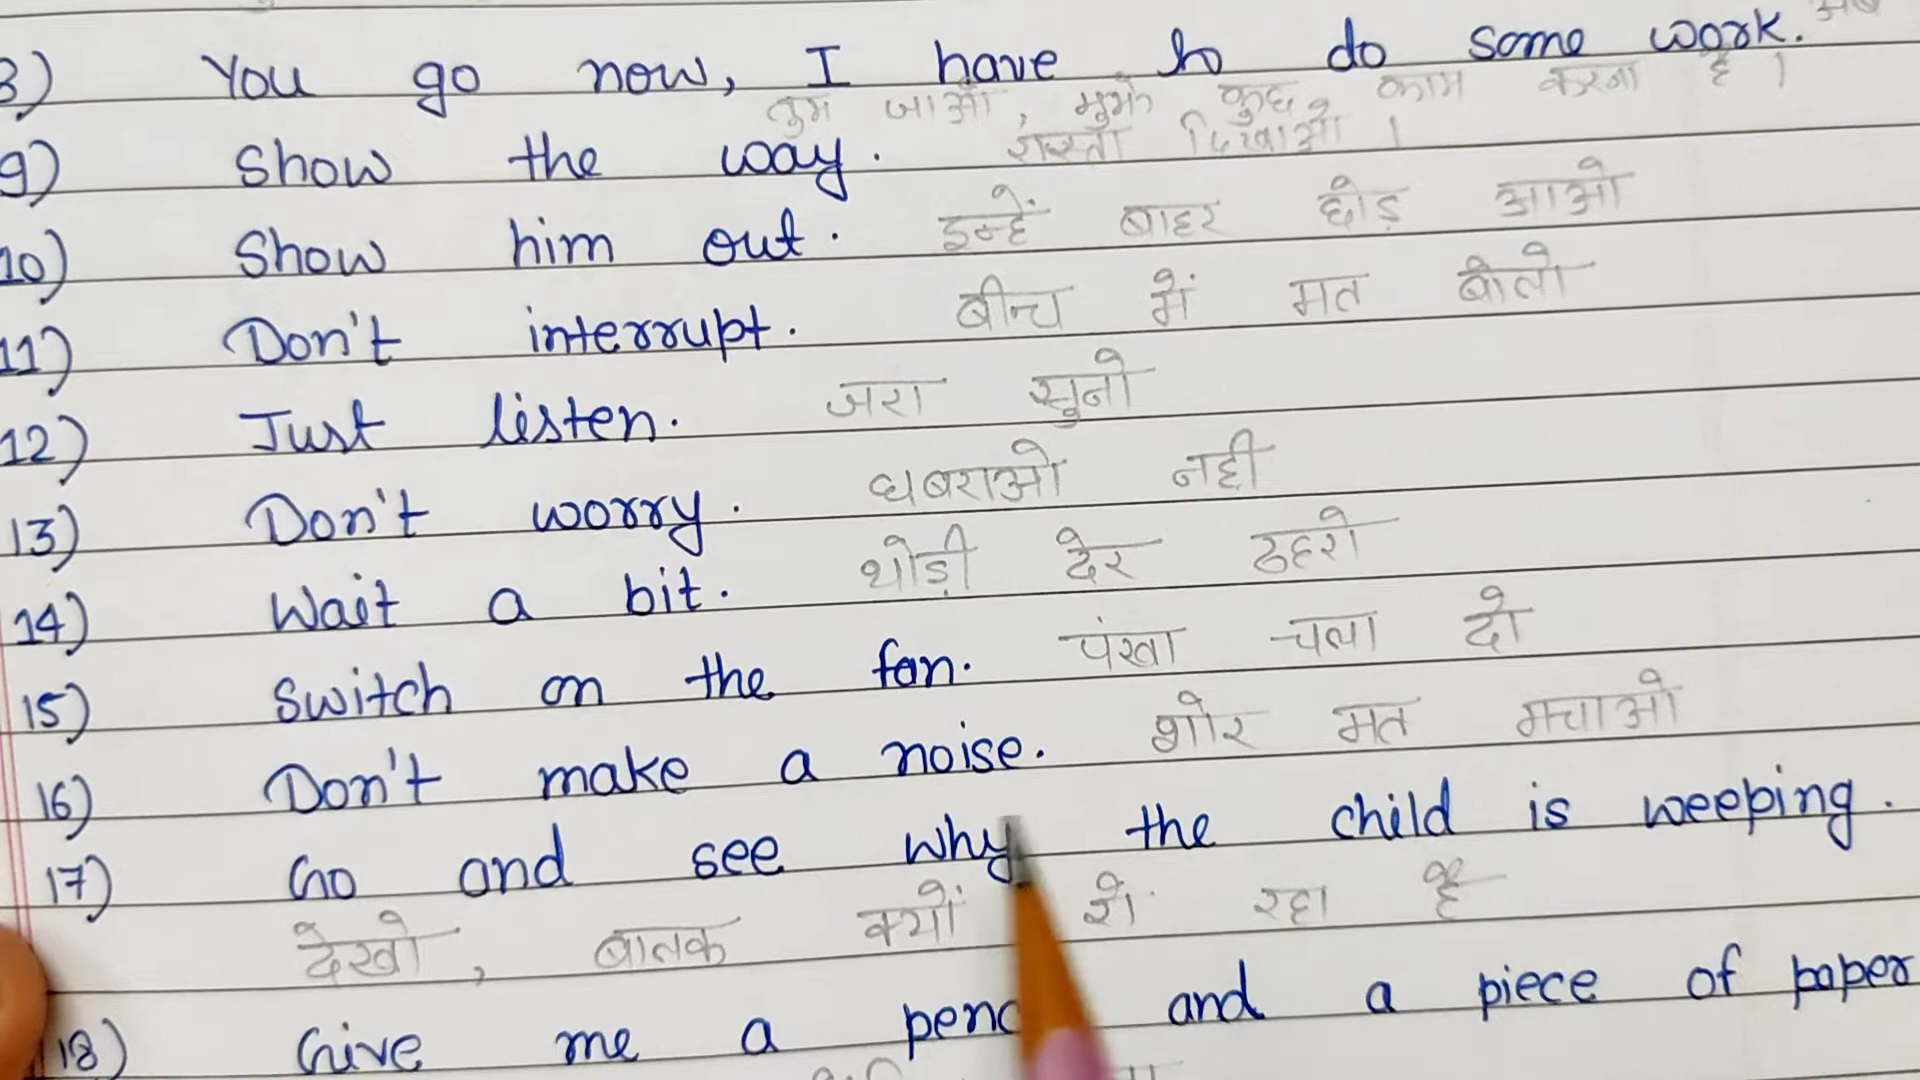 8) You go now, I have to do some work. अब
तुम जाओ, मुझे कुछ काम करना है।
9) Show the way. रास्ता दिखाओ।
10) Show him out. इन्हें बाहर छोड़ आओ
11) Don't interrupt. बीच में मत बोलो
12) Just listen. जरा सुनो
13) Don't worry. घबराओ नही
14) Wait a bit. थोड़ी देर ठहरो
15) Switch on the fan. पंखा चला दो
16) Don't make a noise. शोर मत मचाओ
17) Go and see why the child is weeping.
देखो, बालक क्यों रो रहा है
18) Give me a and a piece of paper